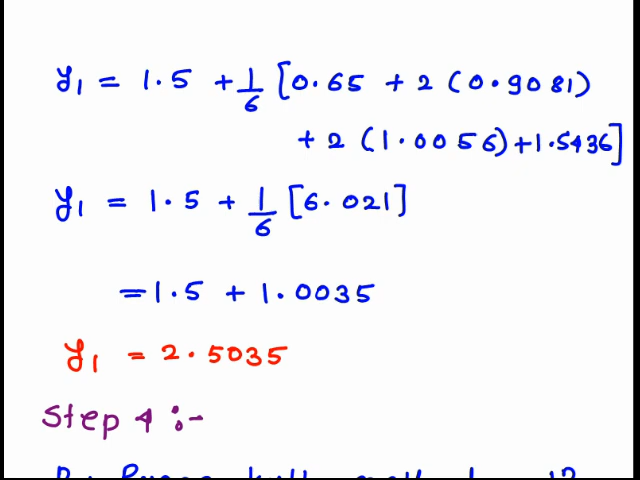 y1 = 1.5 + 1/6 [0.65 + 2 (0.9081)
+ 2 (1.0056) + 1.5436]
y1 = 1.5 + 1/6 [6.021]
= 1.5 + 1.0035
y1 = 2.5035
Step 4 :-